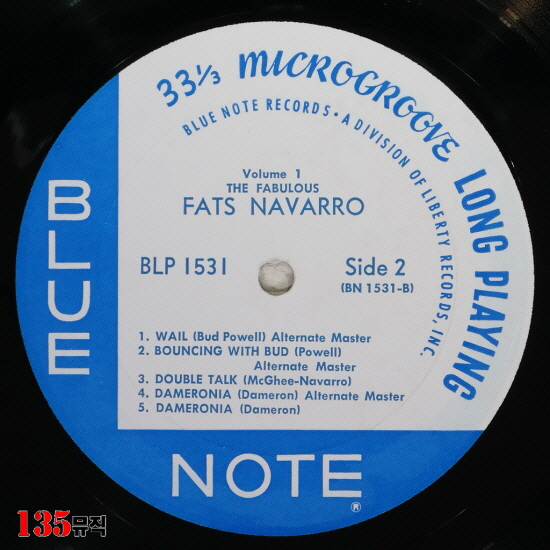 33⅓ MICROGROOVE LONG PLAYING
BLUE NOTE RECORDS • A DIVISION OF LIBERTY RECORDS, INC.
Volume 1
THE FABULOUS
FATS NAVARRO
BLP 1531
Side 2
(BN 1531-B)
1. WAIL (Bud Powell) Alternate Master
2. BOUNCING WITH BUD (Powell)
Alternate Master
3. DOUBLE TALK (McGhee-Navarro)
4. DAMERONIA (Dameron) Alternate Master
5. DAMERONIA (Dameron)
BLUE
NOTE®
135뮤직